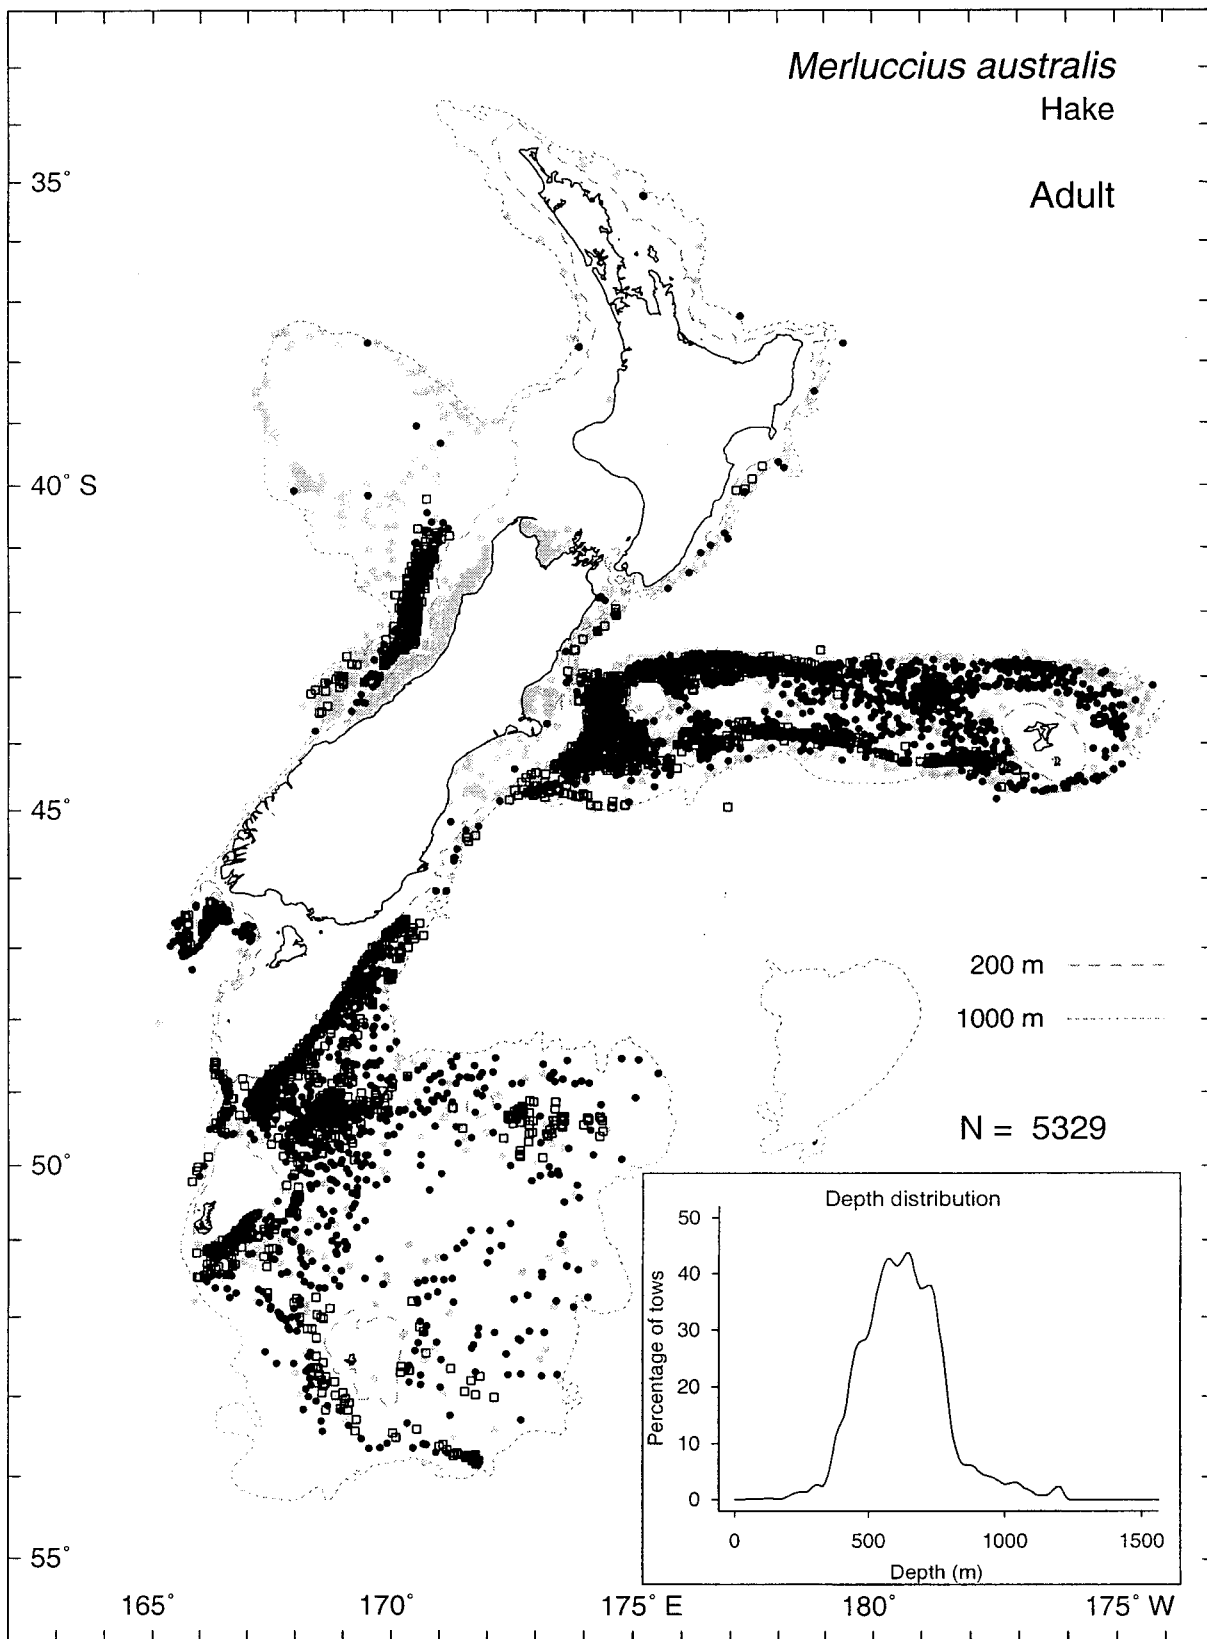 Merluccius australis
Hake
Adult
35°
40° S
45°
50°
55°
200 m
1000 m
N = 5329
Depth distribution
Percentage of tows
50
40
30
20
10
0
0 500 1000 1500
Depth (m)
165° 170° 175° E 180° 175° W